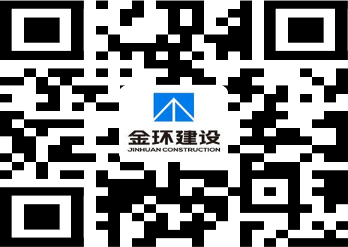 金环建设
JINHUAN CONSTRUCTION